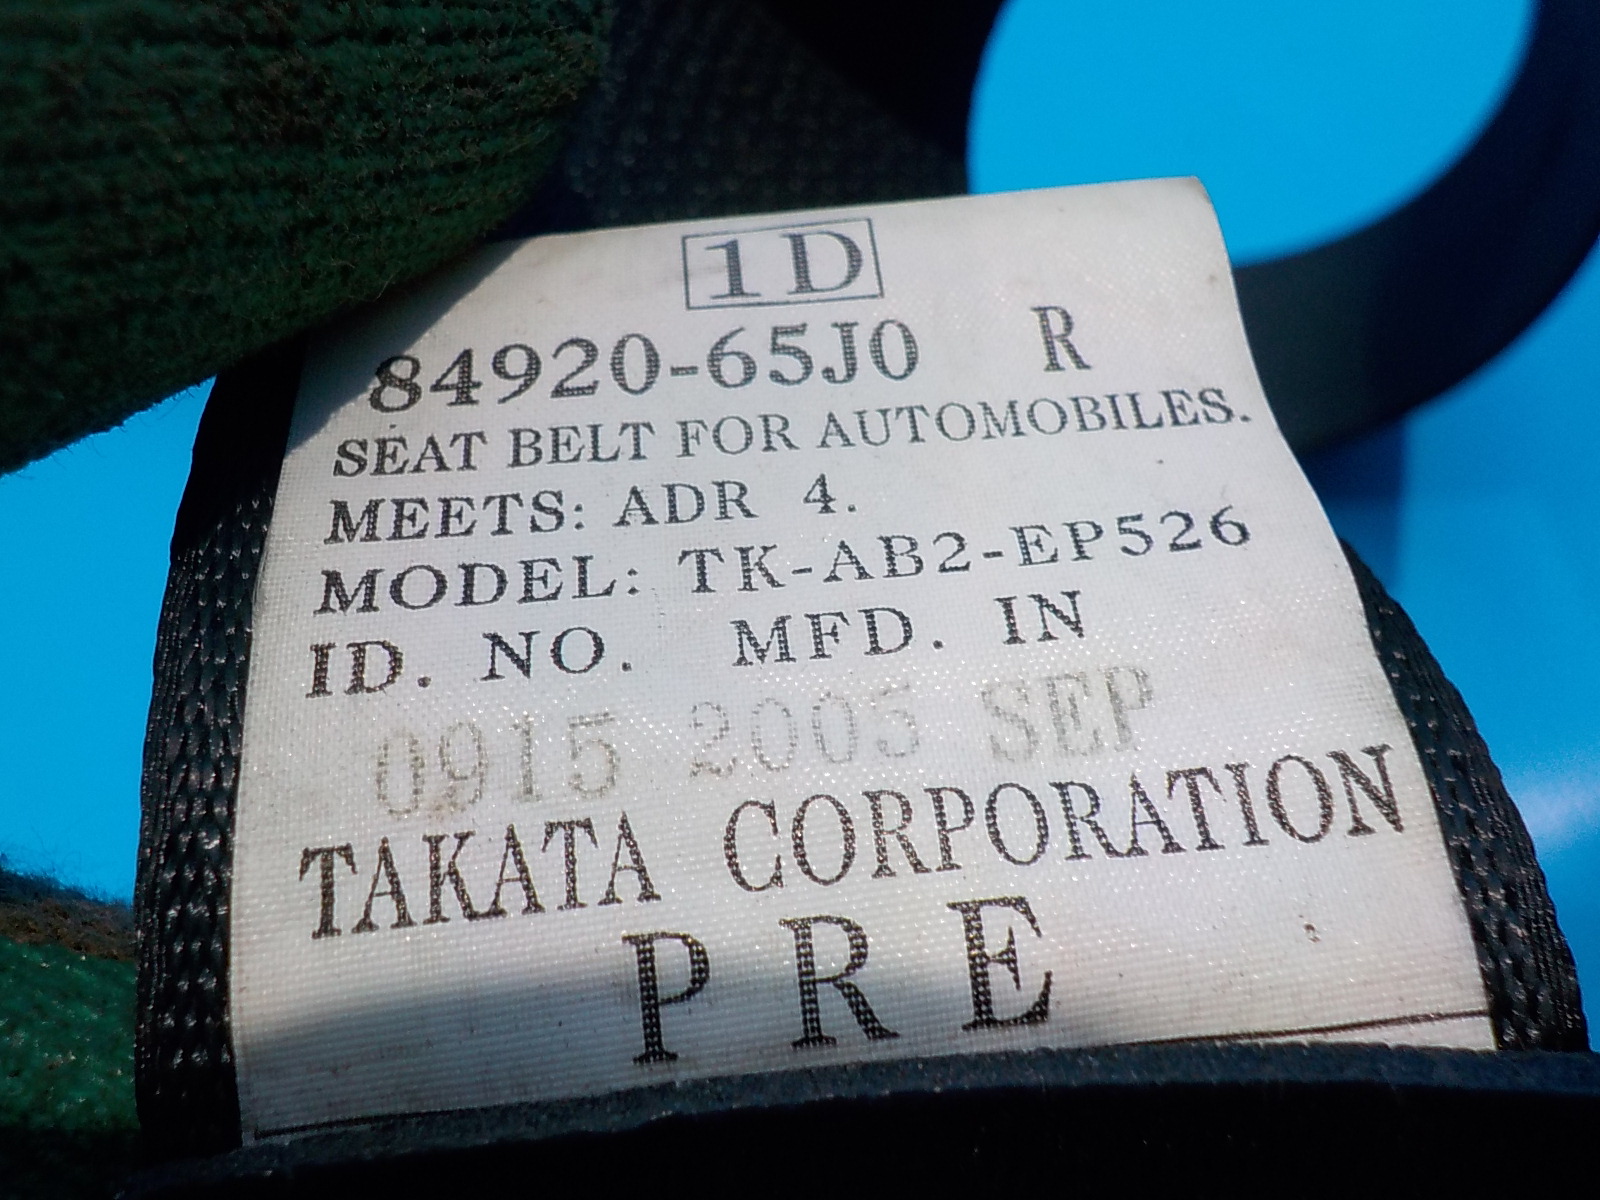 1D
84920-65J0 R
SEAT BELT FOR AUTOMOBILES.
MEETS: ADR 4.
MODEL: TK-AB2-EP526
ID. NO. MFD. IN
0915 2005 SEP
TAKATA CORPORATION
PRE